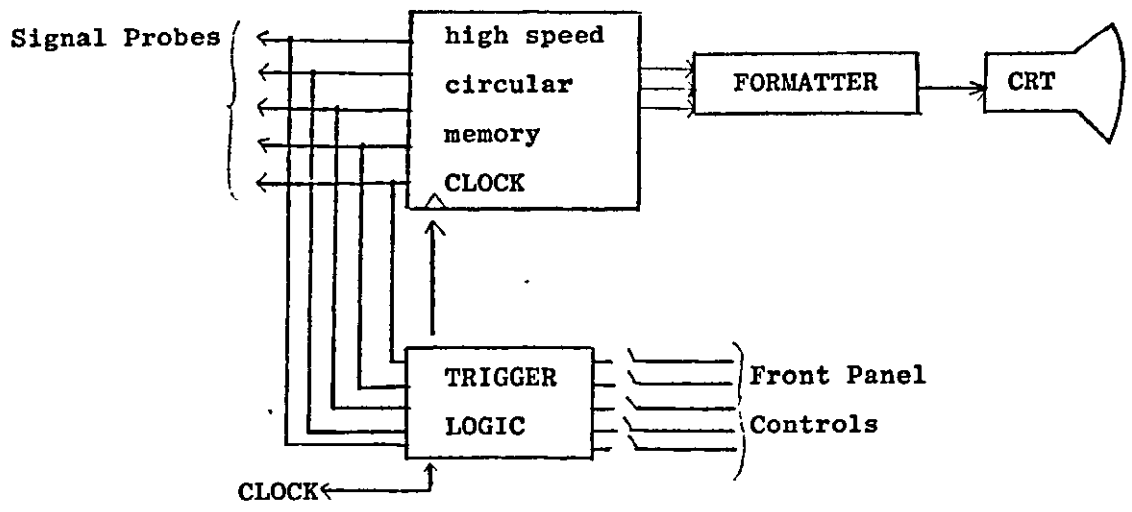 Signal Probes
high speed
circular
memory
CLOCK
FORMATTER
CRT
TRIGGER
LOGIC
Front Panel
Controls
CLOCK